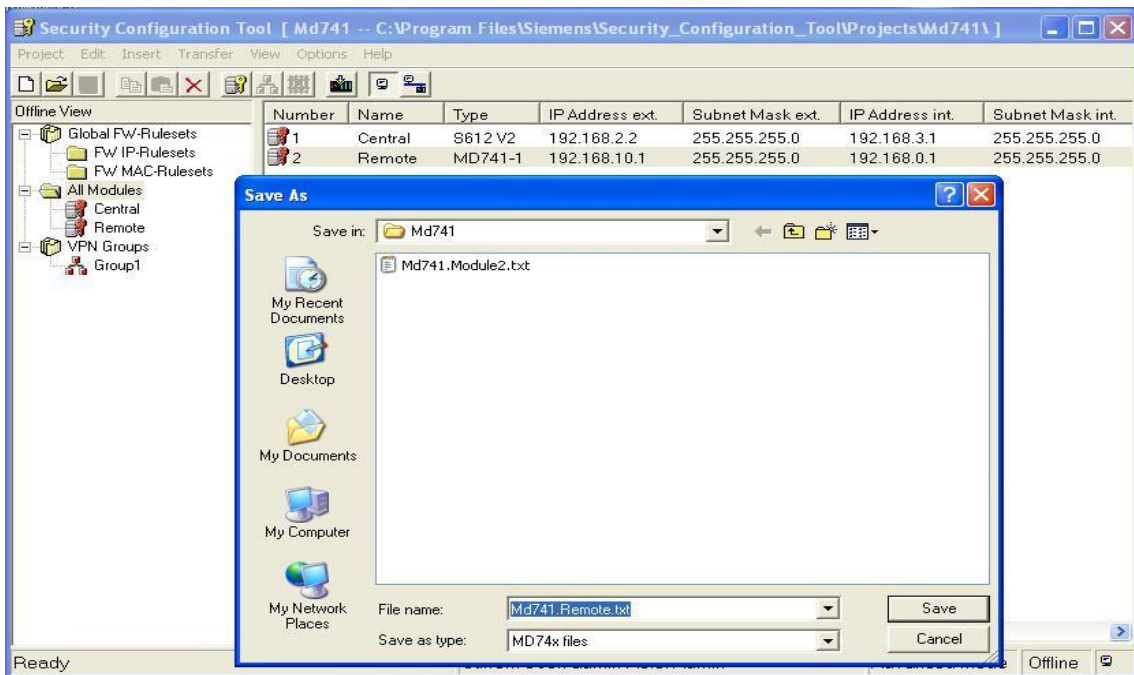 Security Configuration Tool [ Md741 -- C:\Program Files\Siemens\Security_Configuration_Tool\Projects\Md741\ ]
Project Edit Insert Transfer View Options Help
Offline View
Number Name Type IP Address ext. Subnet Mask ext. IP Address int. Subnet Mask int.
1 Central S612 V2 192.168.2.2 255.255.255.0 192.168.3.1 255.255.255.0
2 Remote MD741-1 192.168.10.1 255.255.255.0 192.168.0.1 255.255.255.0
Global FW-Rulesets
FW IP-Rulesets
FW MAC-Rulesets
All Modules
Central
Remote
VPN Groups
Group1
Save As
Save in: Md741
Md741.Module2.txt
My Recent Documents
Desktop
My Documents
My Computer
My Network Places
File name: Md741.Remote.txt Save
Save as type: MD74x files Cancel
Ready Offline